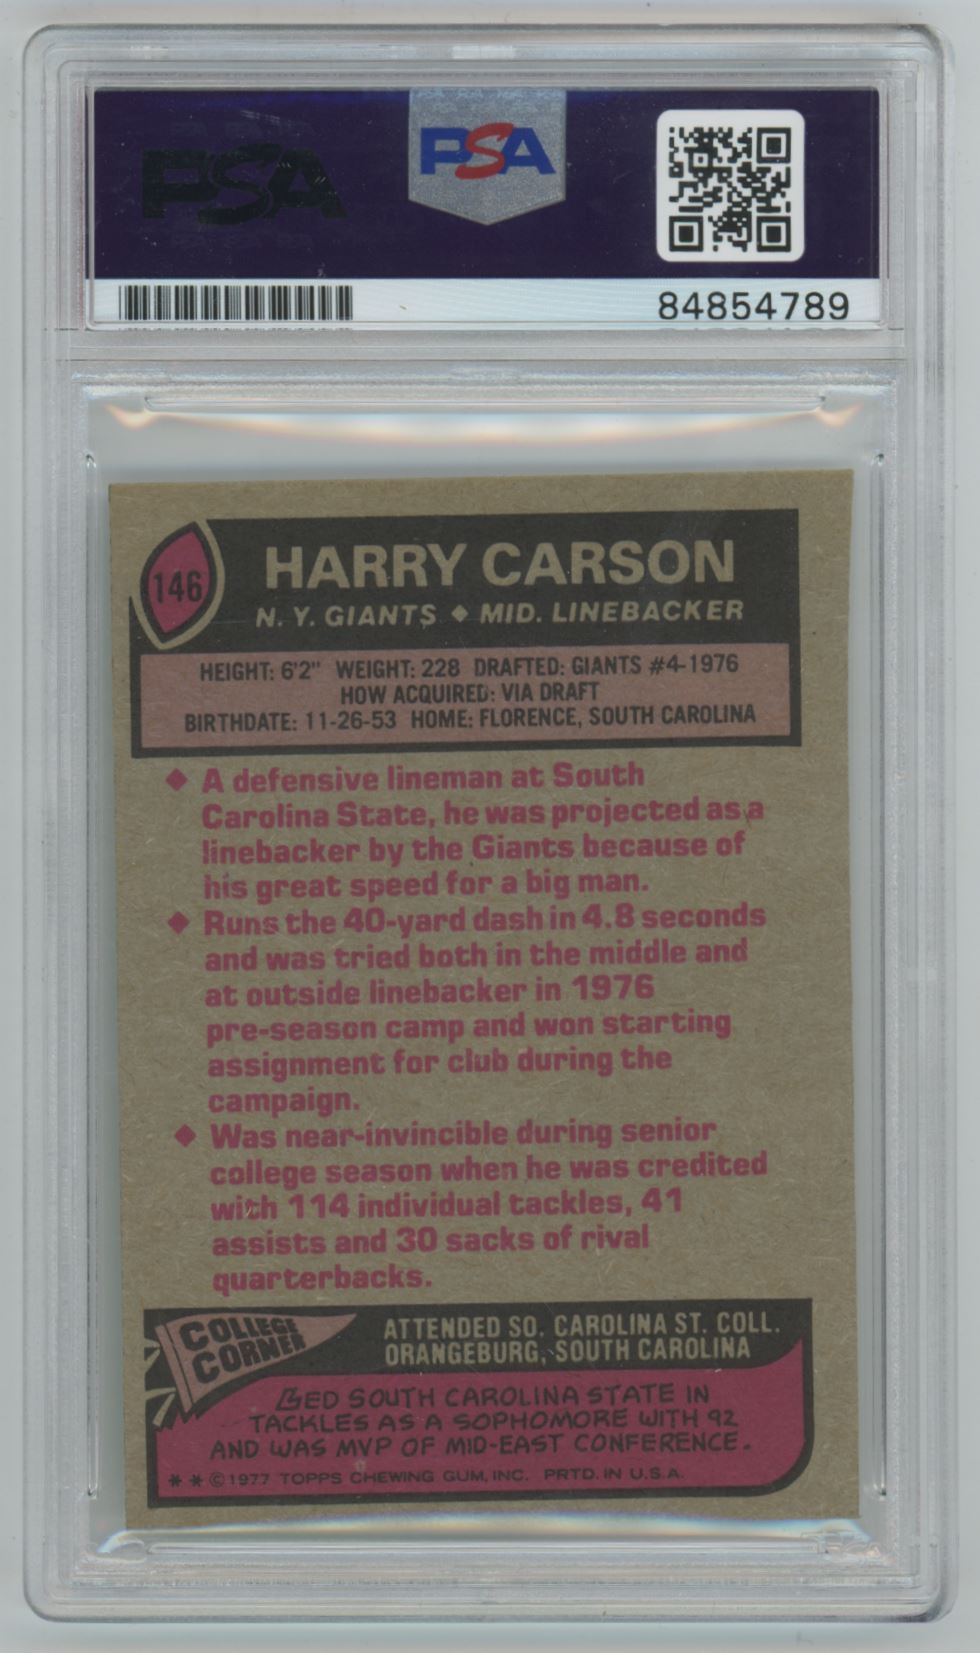 PSA
PSA
84854789
146
HARRY CARSON
N.Y. GIANTS ◆ MID. LINEBACKER
HEIGHT: 6'2" WEIGHT: 228 DRAFTED: GIANTS #4-1976
HOW ACQUIRED: VIA DRAFT
BIRTHDATE: 11-26-53 HOME: FLORENCE, SOUTH CAROLINA
◆ A defensive lineman at South
Carolina State, he was projected as a
linebacker by the Giants because of
his great speed for a big man.
◆ Runs the 40-yard dash in 4.8 seconds
and was tried both in the middle and
at outside linebacker in 1976
pre-season camp and won starting
assignment for club during the
campaign.
◆ Was near-invincible during senior
college season when he was credited
with 114 individual tackles, 41
assists and 30 sacks of rival
quarterbacks.
COLLEGE
CORNER
ATTENDED SO. CAROLINA ST. COLL.
ORANGEBURG, SOUTH CAROLINA
LED SOUTH CAROLINA STATE IN
TACKLES AS A SOPHOMORE WITH 92
AND WAS MVP OF MID-EAST CONFERENCE.
** © 1977 TOPPS CHEWING GUM, INC. PRTD. IN U.S.A.